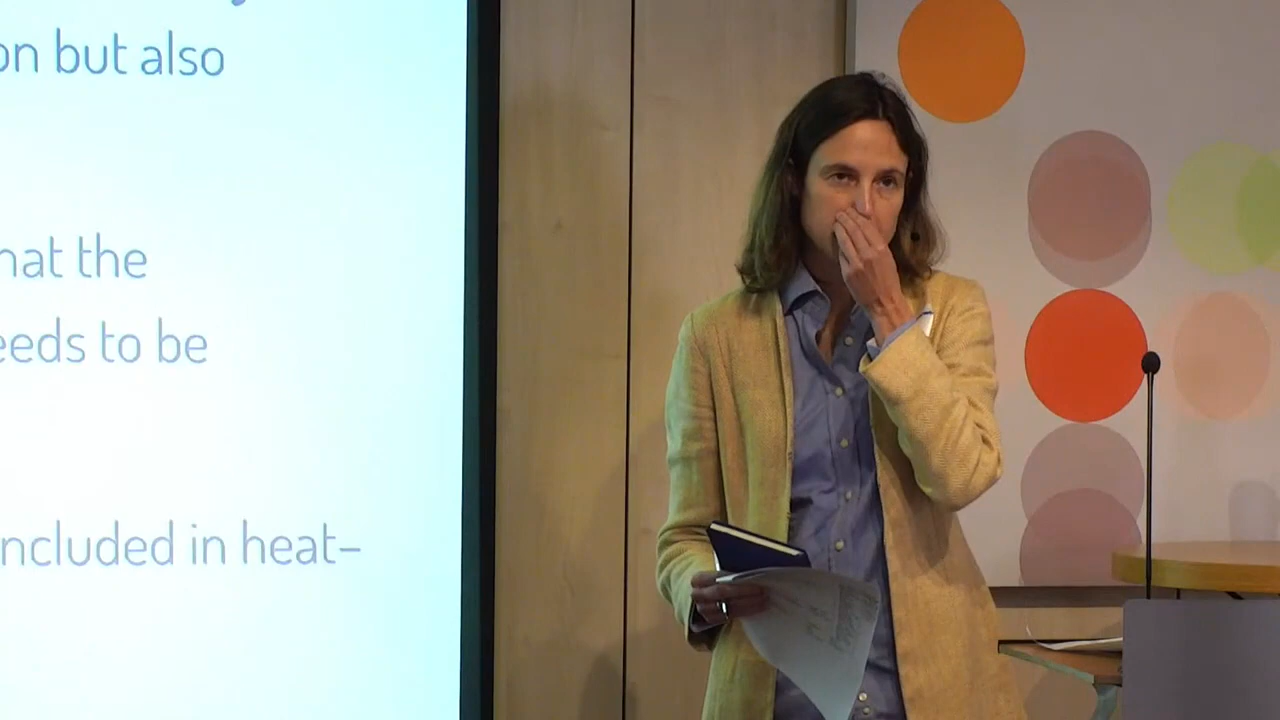 on but also
hat the
eeds to be
ncluded in heat–